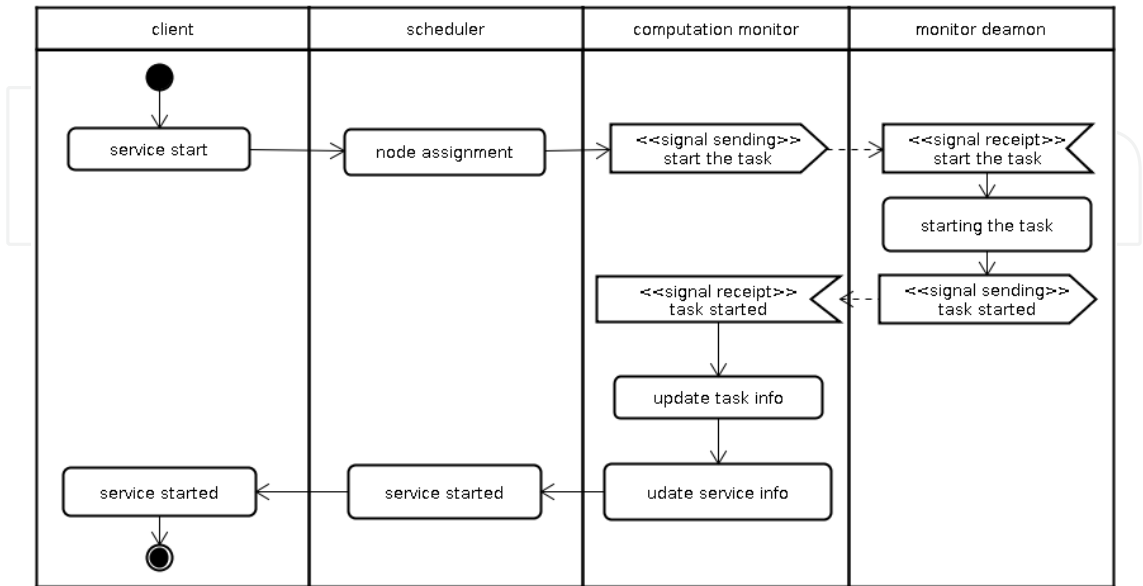 client
scheduler
computation monitor
monitor deamon
service start
node assignment
<<signal sending>>
start the task
<<signal receipt>>
start the task
starting the task
<<signal receipt>>
task started
<<signal sending>>
task started
update task info
service started
service started
udate service info